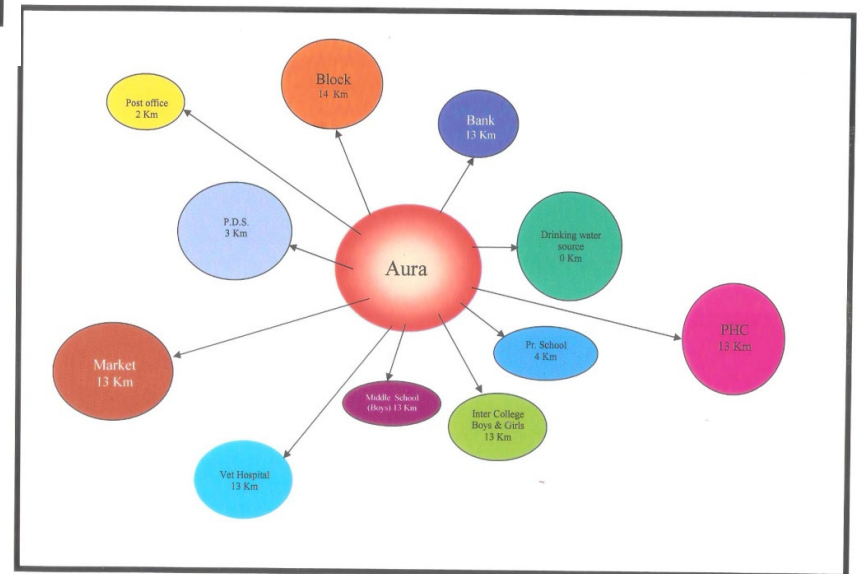 Post office
2 Km
Block
14 Km
Bank
13 Km
P.D.S.
3 Km
Drinking water
source
0 Km
Aura
PHC
13 Km
Market
13 Km
Pr. School
4 Km
Middle School
(Boys) 13 Km
Inter College
Boys & Girls
13 Km
Vet Hospital
13 Km